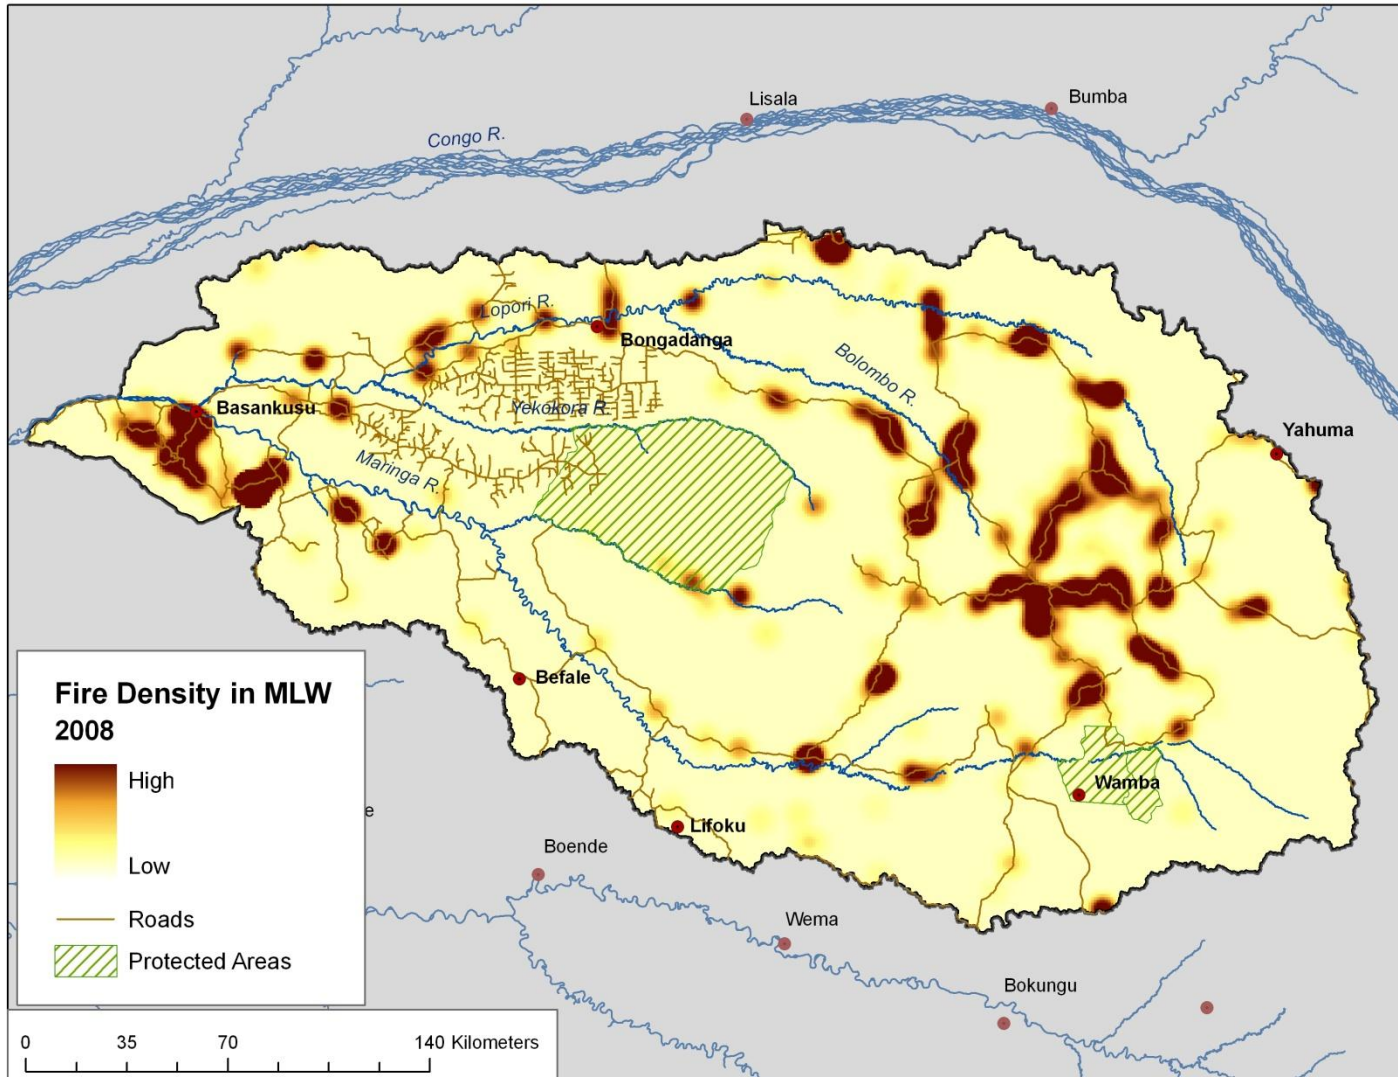 Lisala
Bumba
Congo R.
Lopori R.
Bongadanga
Bolombo R.
Basankusu
Yekokora R.
Yahuma
Maringa R.
Befale
Fire Density in MLW
2008
High
Low
Roads
Protected Areas
e
Wamba
Lifoku
Boende
Wema
Bokungu
0 35 70 140 Kilometers